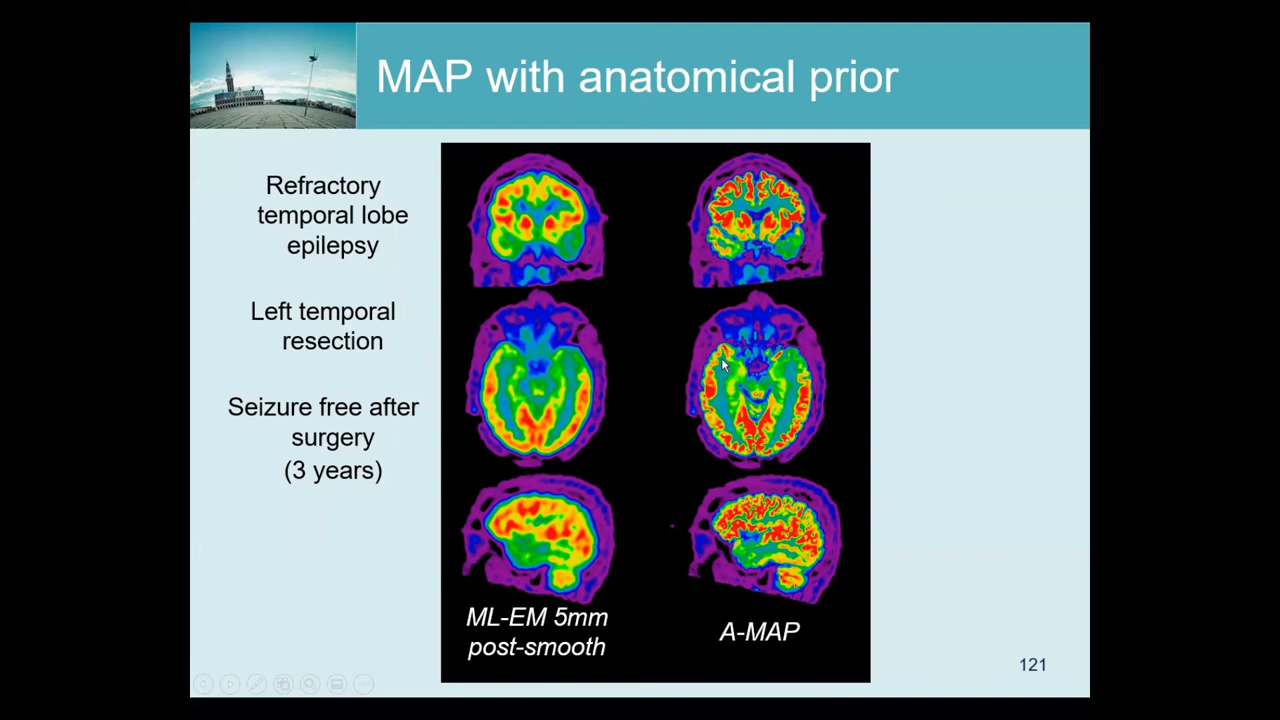 MAP with anatomical prior
Refractory
temporal lobe
epilepsy
Left temporal
resection
Seizure free after
surgery
(3 years)
ML-EM 5mm
post-smooth
A-MAP
121